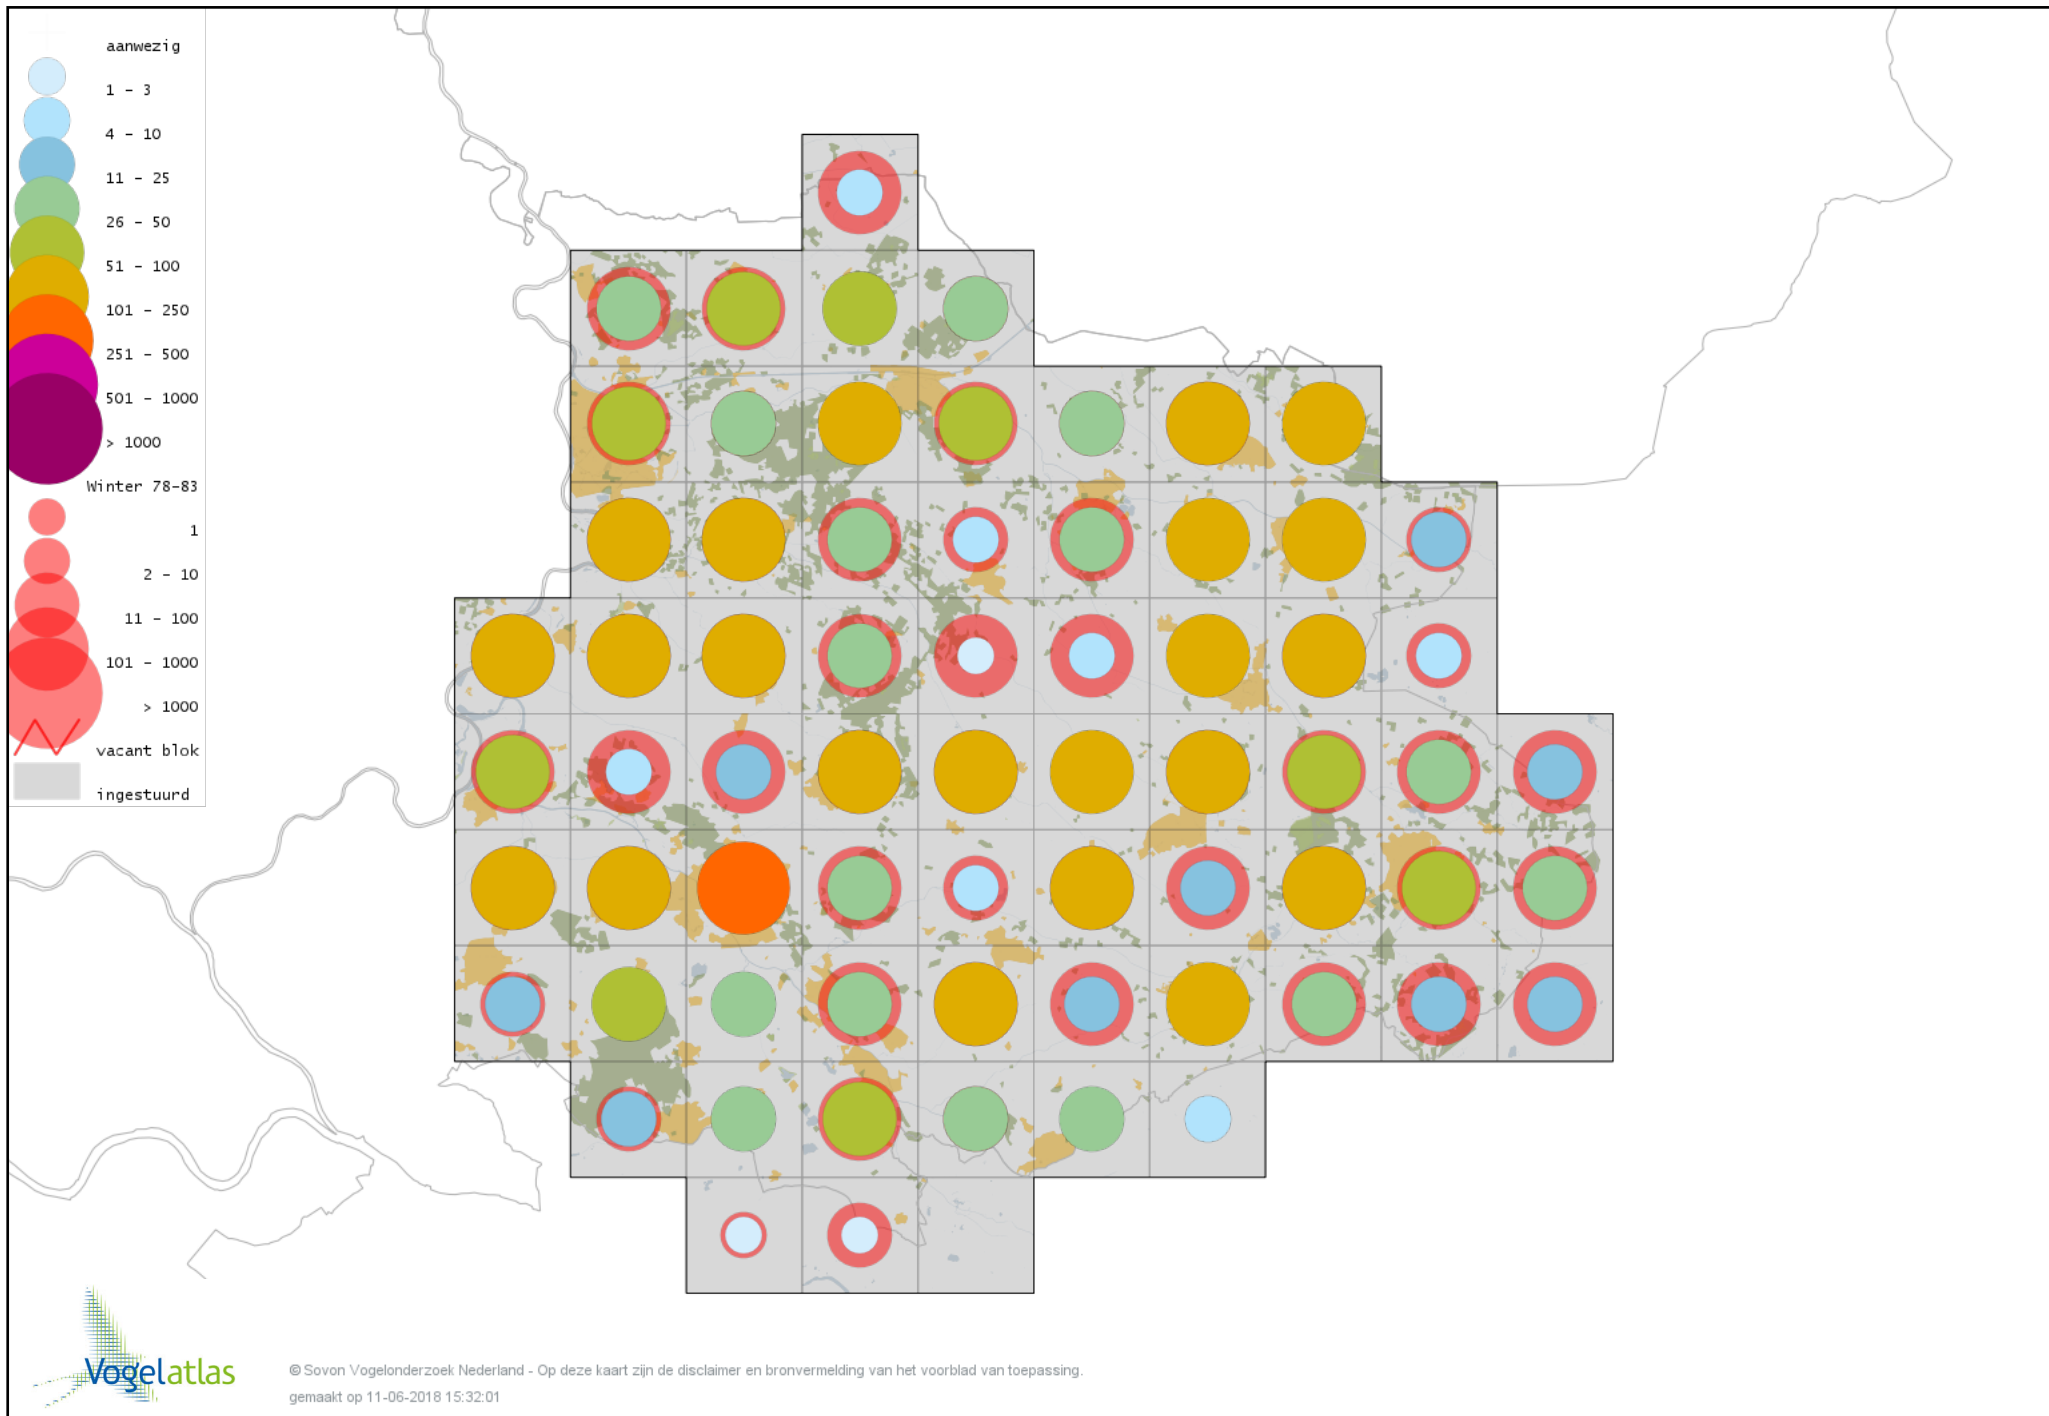 aanwezig
1 - 3
4 - 10
11 - 25
26 - 50
51 - 100
101 - 250
251 - 500
501 - 1000
> 1000
Winter 78-83
1
2 - 10
11 - 100
101 - 1000
> 1000
vacant blok
ingestuurd
Vogelatlas
© Sovon Vogelonderzoek Nederland - Op deze kaart zijn de disclaimer en bronvermelding van het voorblad van toepassing.
gemaakt op 11-06-2018 15:32:01